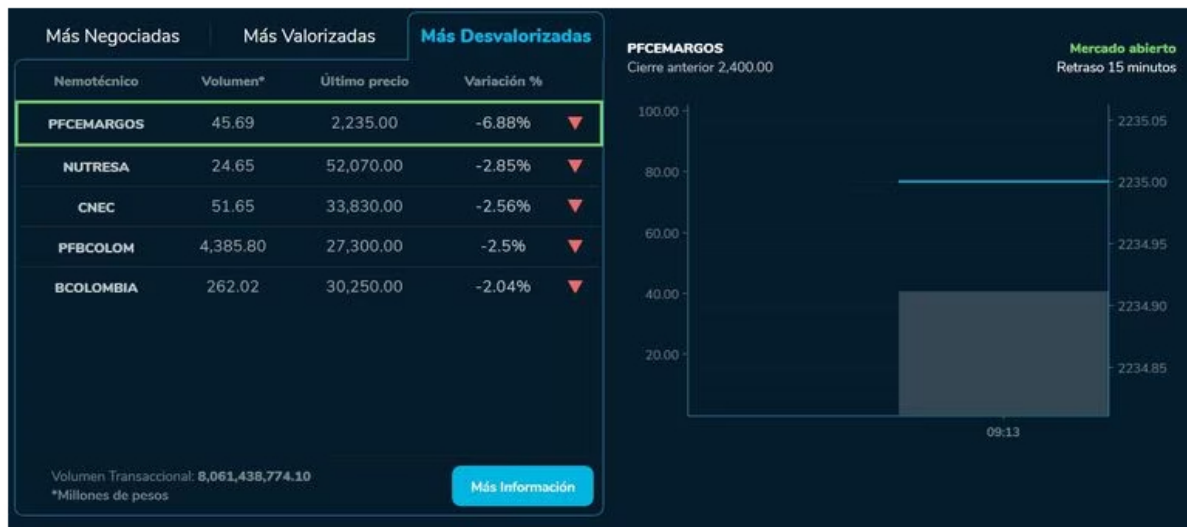 Más Negociadas Más Valorizadas Más Desvalorizadas
Nemotécnico Volumen* Último precio Variación %
PFCEMARGOS 45.69 2,235.00 -6.88%
NUTRESA 24.65 52,070.00 -2.85%
CNEC 51.65 33,830.00 -2.56%
PFBCOLOM 4,385.80 27,300.00 -2.5%
BCOLOMBIA 262.02 30,250.00 -2.04%
Volumen Transaccional: 8,061,438,774.10
*Millones de pesos
Más Información
PFCEMARGOS Mercado abierto
Cierre anterior 2,400.00 Retraso 15 minutos
100.00 2235.05
80.00 2235.00
60.00 2234.95
40.00 2234.90
20.00 2234.85
09:13